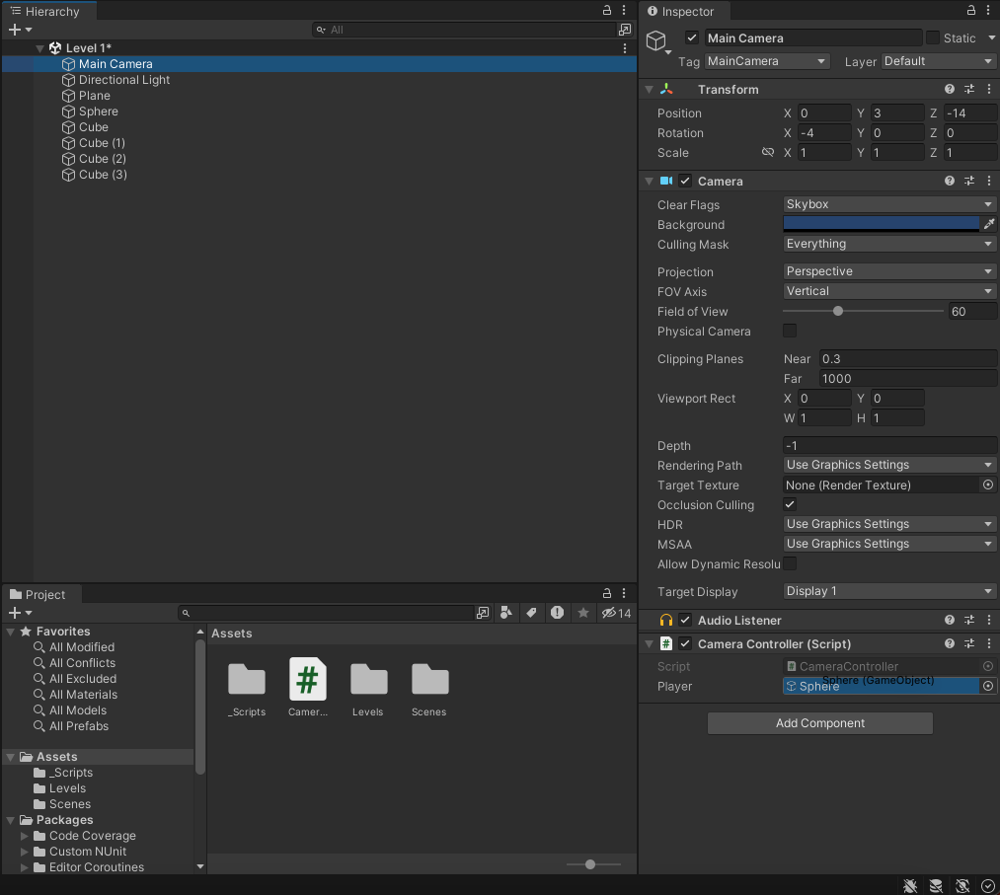 Hierarchy
All
Level 1*
Main Camera
Directional Light
Plane
Sphere
Cube
Cube (1)
Cube (2)
Cube (3)
Project
14
Favorites
All Modified
All Conflicts
All Excluded
All Materials
All Models
All Prefabs
Assets
_Scripts
Levels
Scenes
Packages
Code Coverage
Custom NUnit
Editor Coroutines
Assets
_Scripts Camer... Levels Scenes
Inspector
Main Camera Static
Tag MainCamera Layer Default
Transform
Position X 0 Y 3 Z -14
Rotation X -4 Y 0 Z 0
Scale X 1 Y 1 Z 1
Camera
Clear Flags Skybox
Background
Culling Mask Everything
Projection Perspective
FOV Axis Vertical
Field of View 60
Physical Camera
Clipping Planes Near 0.3
Far 1000
Viewport Rect X 0 Y 0
W 1 H 1
Depth -1
Rendering Path Use Graphics Settings
Target Texture None (Render Texture)
Occlusion Culling
HDR Use Graphics Settings
MSAA Use Graphics Settings
Allow Dynamic Resolu
Target Display Display 1
Audio Listener
# Camera Controller (Script)
Script # CameraController
Sphere (GameObject)
Player Sphere
Add Component